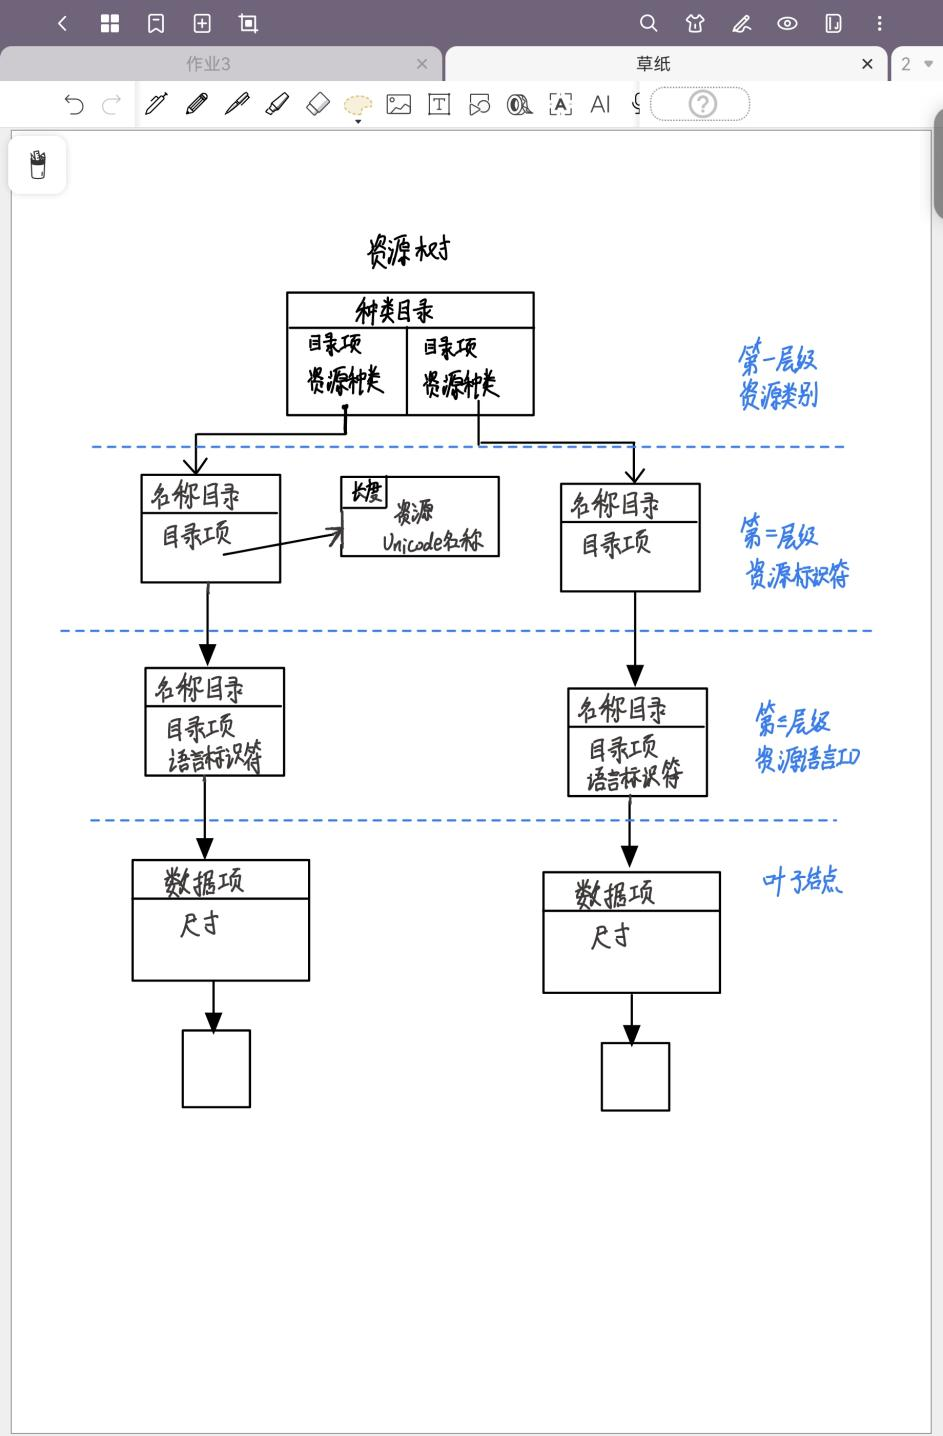 作业3
草纸
2
资源树
种类目录
目录项
资源种类
目录项
资源种类
第一层级
资源类别
名称目录
目录项
长度
资源
Unicode名称
名称目录
目录项
第二层级
资源标识符
名称目录
目录项
语言标识符
名称目录
目录项
语言标识符
第三层级
资源语言ID
数据项
尺寸
数据项
尺寸
叶子结点